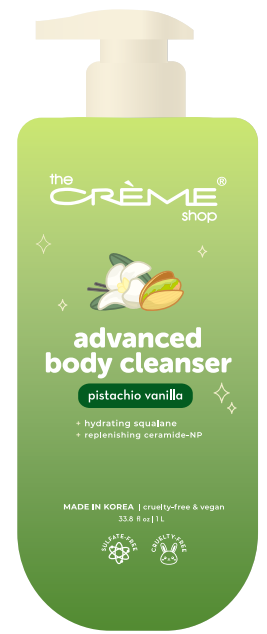 the
CRÈME®
shop
advanced
body cleanser
pistachio vanilla
+ hydrating squalane
+ replenishing ceramide-NP
MADE IN KOREA | cruelty-free & vegan
33.8 fl oz | 1 L
SULFATE-FREE
CRUELTY-FREE